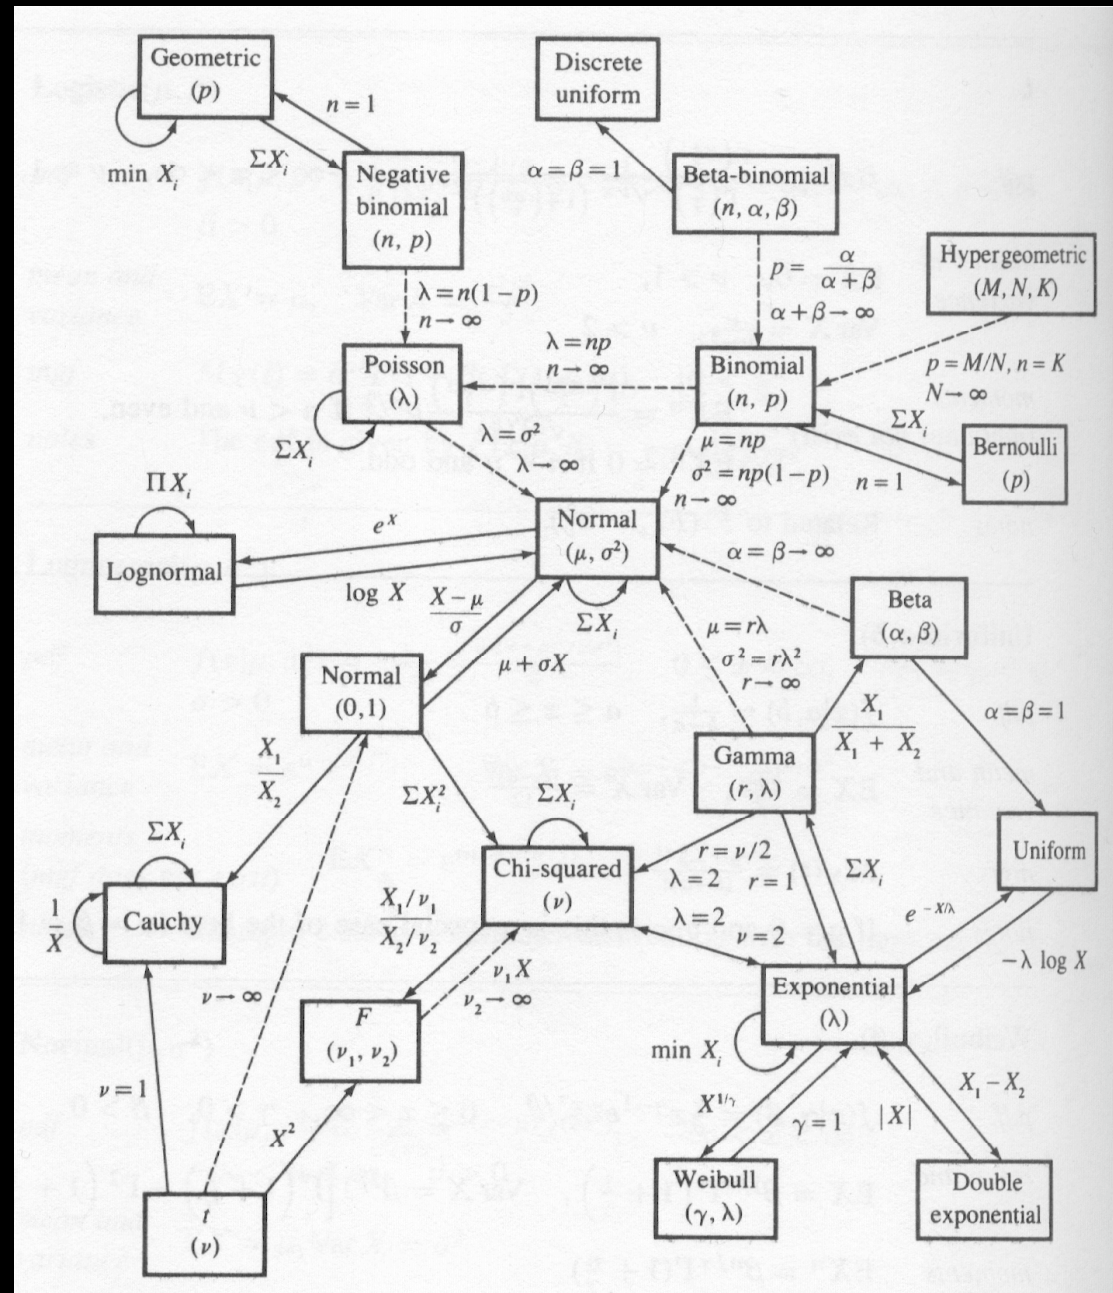 Geometric
(p)
n = 1
min X_i
ΣX_i
Discrete
uniform
α = β = 1
Negative
binomial
(n, p)
Beta-binomial
(n, α, β)
Hypergeometric
(M, N, K)
λ = n(1 − p)
n → ∞
p = α/(α + β)
α + β → ∞
Poisson
(λ)
λ = np
n → ∞
Binomial
(n, p)
p = M/N, n = K
N → ∞
ΣX_i
ΣX_i
λ = σ²
λ → ∞
μ = np
σ² = np(1 − p)
n → ∞
n = 1
Bernoulli
(p)
ΠX_i
Lognormal
e^x
log X
Normal
(μ, σ²)
ΣX_i
α = β → ∞
Beta
(α, β)
(X − μ)/σ
μ + σX
μ = rλ
σ² = rλ²
r → ∞
Normal
(0,1)
X_1/(X_1 + X_2)
α = β = 1
Gamma
(r, λ)
X_1/X_2
ΣX_i²
ΣX_i
ΣX_i
1/X
Cauchy
Chi-squared
(ν)
r = ν/2
λ = 2
r = 1
ΣX_i
Uniform
e^{−X/λ}
−λ log X
λ = 2
ν = 2
X_1/ν_1
X_2/ν_2
ν_1 X
ν_2 → ∞
ν → ∞
F
(ν_1, ν_2)
Exponential
(λ)
min X_i
ν = 1
X²
X^{1/γ}
γ = 1
|X|
X_1 − X_2
t
(ν)
Weibull
(γ, λ)
Double
exponential